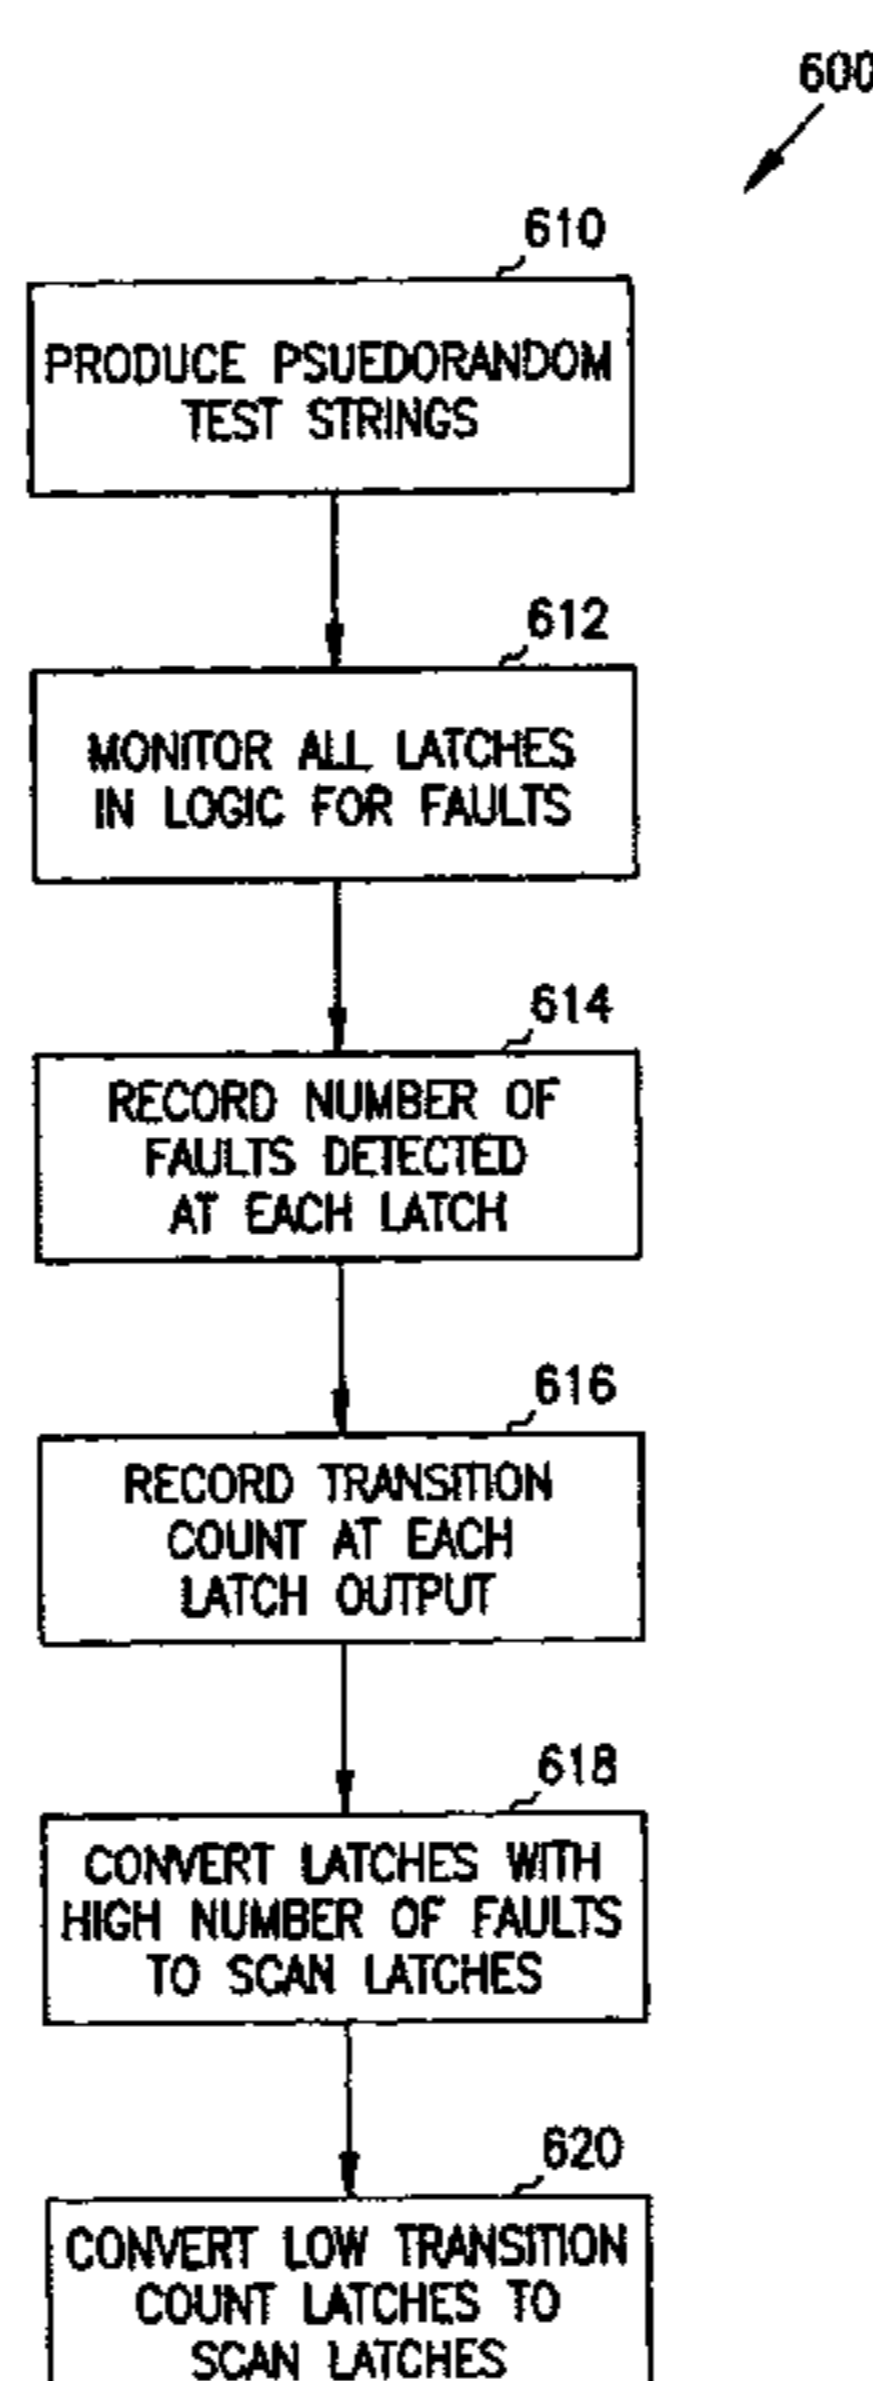 600
610
PRODUCE PSUEDORANDOM
TEST STRINGS
612
MONITOR ALL LATCHES
IN LOGIC FOR FAULTS
614
RECORD NUMBER OF
FAULTS DETECTED
AT EACH LATCH
616
RECORD TRANSITION
COUNT AT EACH
LATCH OUTPUT
618
CONVERT LATCHES WITH
HIGH NUMBER OF FAULTS
TO SCAN LATCHES
620
CONVERT LOW TRANSITION
COUNT LATCHES TO
SCAN LATCHES